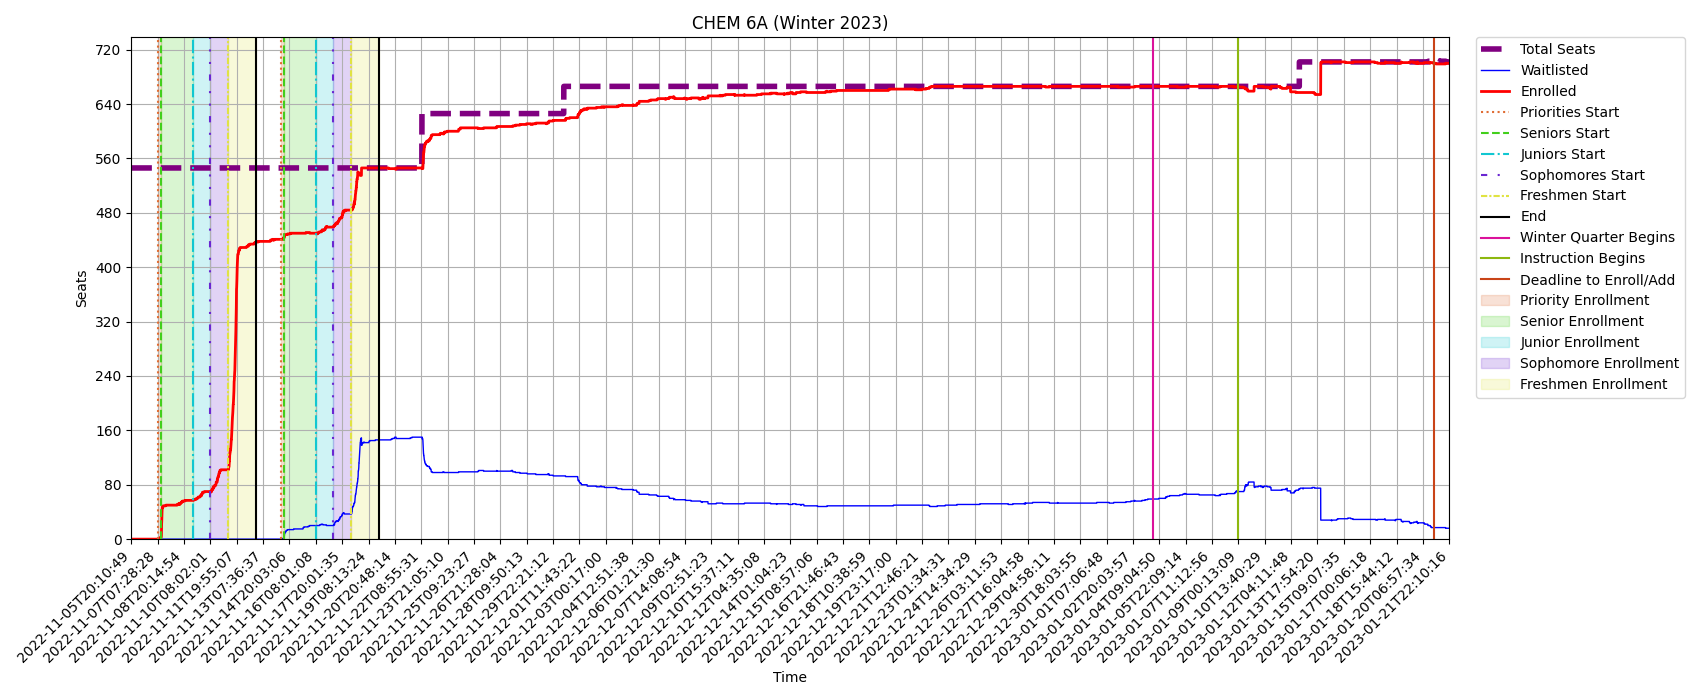 CHEM 6A (Winter 2023)
Seats
720
640
560
480
400
320
240
160
80
0
2022-11-05T20:10:49
2022-11-07T07:28:28
2022-11-08T20:14:54
2022-11-10T08:02:01
2022-11-11T19:55:07
2022-11-13T07:36:37
2022-11-14T20:03:06
2022-11-16T08:01:08
2022-11-17T20:01:35
2022-11-19T08:13:24
2022-11-20T20:48:14
2022-11-22T08:55:31
2022-11-23T21:05:10
2022-11-25T09:23:27
2022-11-26T21:28:04
2022-11-28T09:50:13
2022-11-29T22:21:12
2022-12-01T11:43:22
2022-12-03T00:17:00
2022-12-04T12:51:38
2022-12-06T01:21:30
2022-12-07T14:08:54
2022-12-09T02:51:23
2022-12-10T15:37:11
2022-12-12T04:35:08
2022-12-14T01:04:23
2022-12-15T08:57:06
2022-12-16T21:46:43
2022-12-18T10:38:59
2022-12-19T23:17:00
2022-12-21T12:46:21
2022-12-23T01:34:31
2022-12-24T14:34:29
2022-12-26T03:11:53
2022-12-27T16:04:58
2022-12-29T04:58:11
2022-12-30T18:03:55
2023-01-01T07:06:48
2023-01-02T20:03:57
2023-01-04T09:04:50
2023-01-05T22:09:14
2023-01-07T11:12:56
2023-01-09T00:13:09
2023-01-10T13:40:29
2023-01-12T04:11:48
2023-01-13T17:54:20
2023-01-15T09:07:35
2023-01-17T00:06:18
2023-01-18T15:44:12
2023-01-20T06:57:34
2023-01-21T22:10:16
Time
Total Seats
Waitlisted
Enrolled
Priorities Start
Seniors Start
Juniors Start
Sophomores Start
Freshmen Start
End
Winter Quarter Begins
Instruction Begins
Deadline to Enroll/Add
Priority Enrollment
Senior Enrollment
Junior Enrollment
Sophomore Enrollment
Freshmen Enrollment